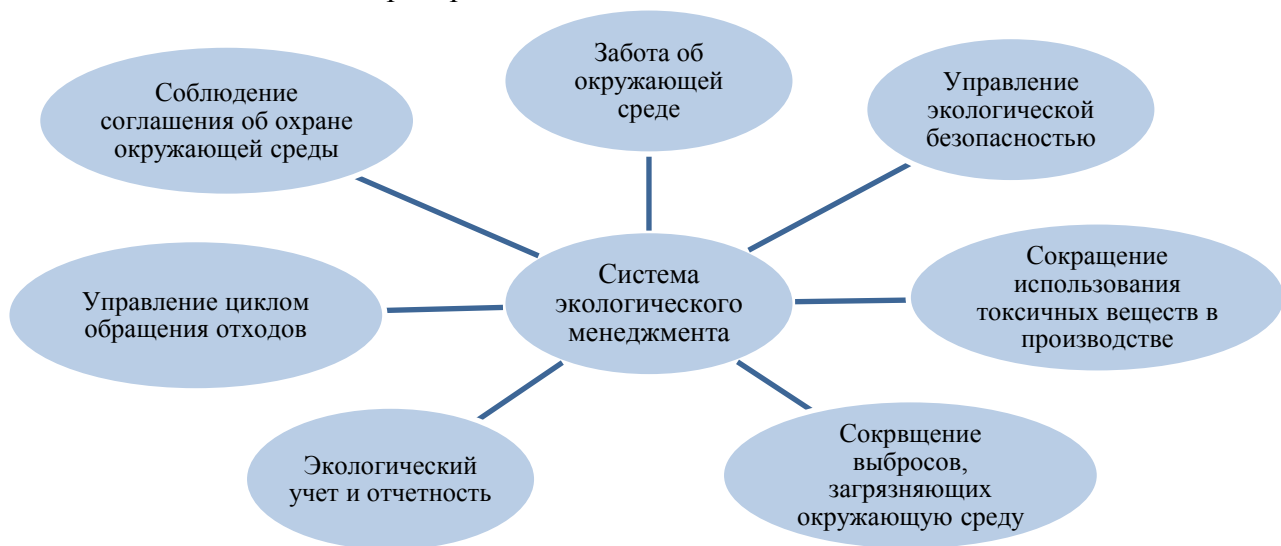 Забота об
окружающей
среде
Соблюдение
соглашения об охране
окружающей среды
Управление
экологической
безопасностью
Система
экологического
менеджмента
Управление циклом
обращения отходов
Сокращение
использования
токсичных веществ в
производстве
Экологический
учет и отчетность
Сокрвщение
выбросов,
загрязняющих
окружающую среду